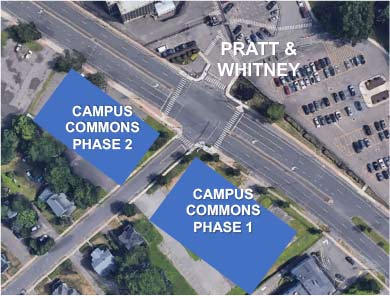 PRATT &
WHITNEY
CAMPUS
COMMONS
PHASE 2
CAMPUS
COMMONS
PHASE 1